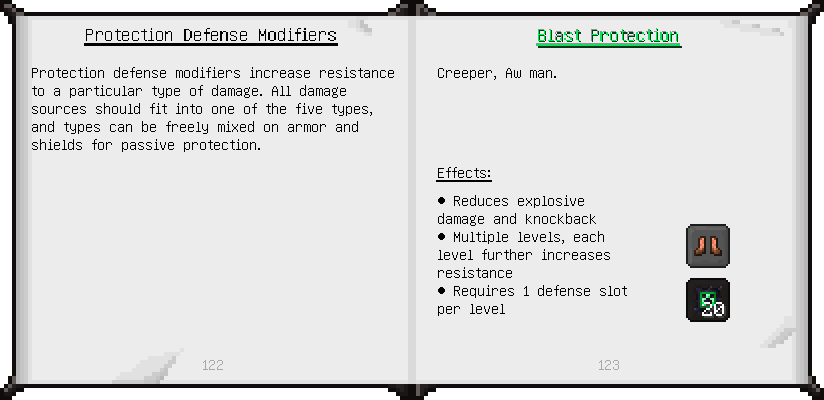 Protection Defense Modifiers
Protection defense modifiers increase resistance
to a particular type of damage. All damage
sources should fit into one of the five types,
and types can be freely mixed on armor and
shields for passive protection.
122
Blast Protection
Creeper, Aw man.
Effects:
• Reduces explosive
damage and knockback
• Multiple levels, each
level further increases
resistance
• Requires 1 defense slot
per level
20
123